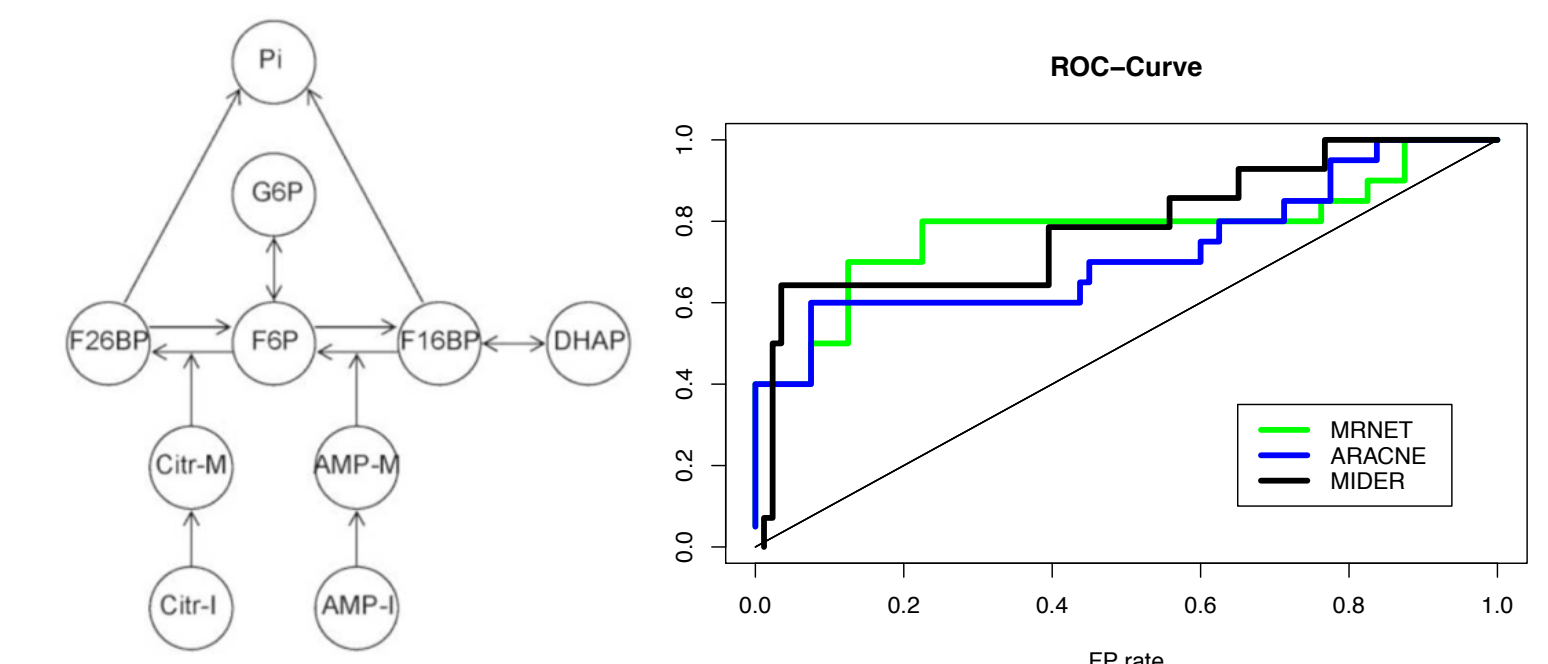 Pi
G6P
F26BP
F6P
F16BP
DHAP
Citr-M
AMP-M
Citr-I
AMP-I
ROC–Curve
1.0
0.8
0.6
0.4
0.2
0.0
MRNET
ARACNE
MIDER
0.0 0.2 0.4 0.6 0.8 1.0
FP rate